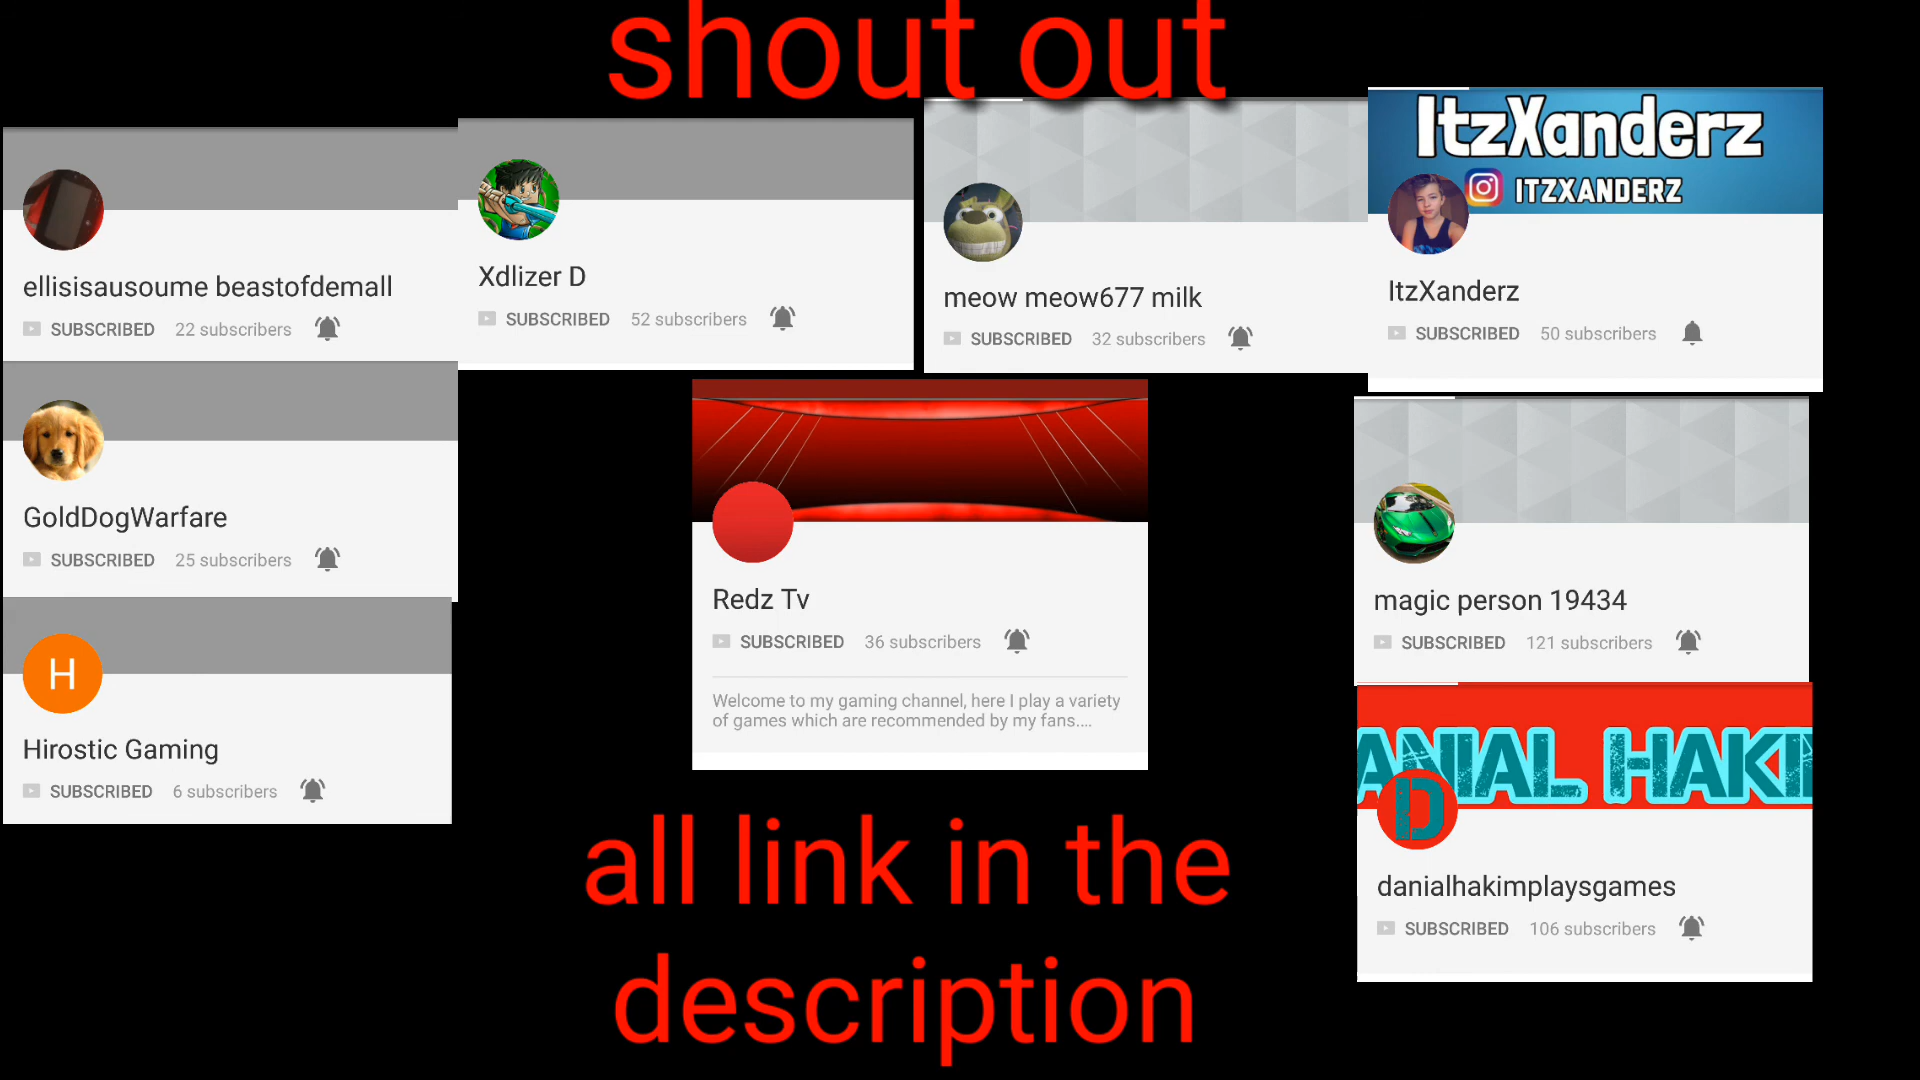 shout out
ellisisausoume beastofdemall
SUBSCRIBED 22 subscribers
Xdlizer D
SUBSCRIBED 52 subscribers
meow meow677 milk
SUBSCRIBED 32 subscribers
ItzXanderz
ITZXANDERZ
ItzXanderz
SUBSCRIBED 50 subscribers
GoldDogWarfare
SUBSCRIBED 25 subscribers
H
Hirostic Gaming
SUBSCRIBED 6 subscribers
Redz Tv
SUBSCRIBED 36 subscribers
Welcome to my gaming channel, here I play a variety
of games which are recommended by my fans....
magic person 19434
SUBSCRIBED 121 subscribers
ANIAL HAKI
D
danialhakimplaysgames
SUBSCRIBED 106 subscribers
all link in the
description